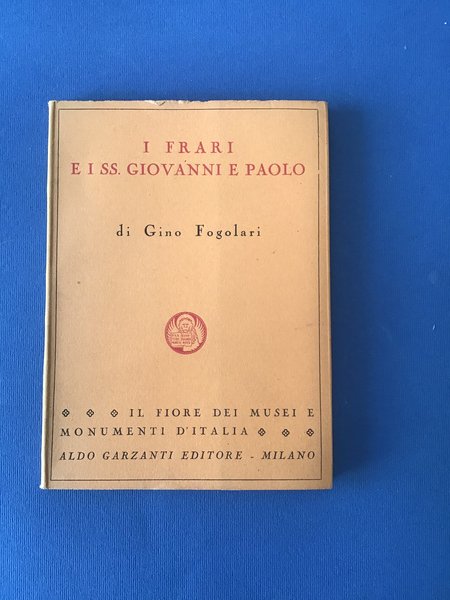 I FRARI
E I SS. GIOVANNI E PAOLO
di Gino Fogolari
IL FIORE DEI MUSEI E
MONUMENTI D'ITALIA
ALDO GARZANTI EDITORE - MILANO